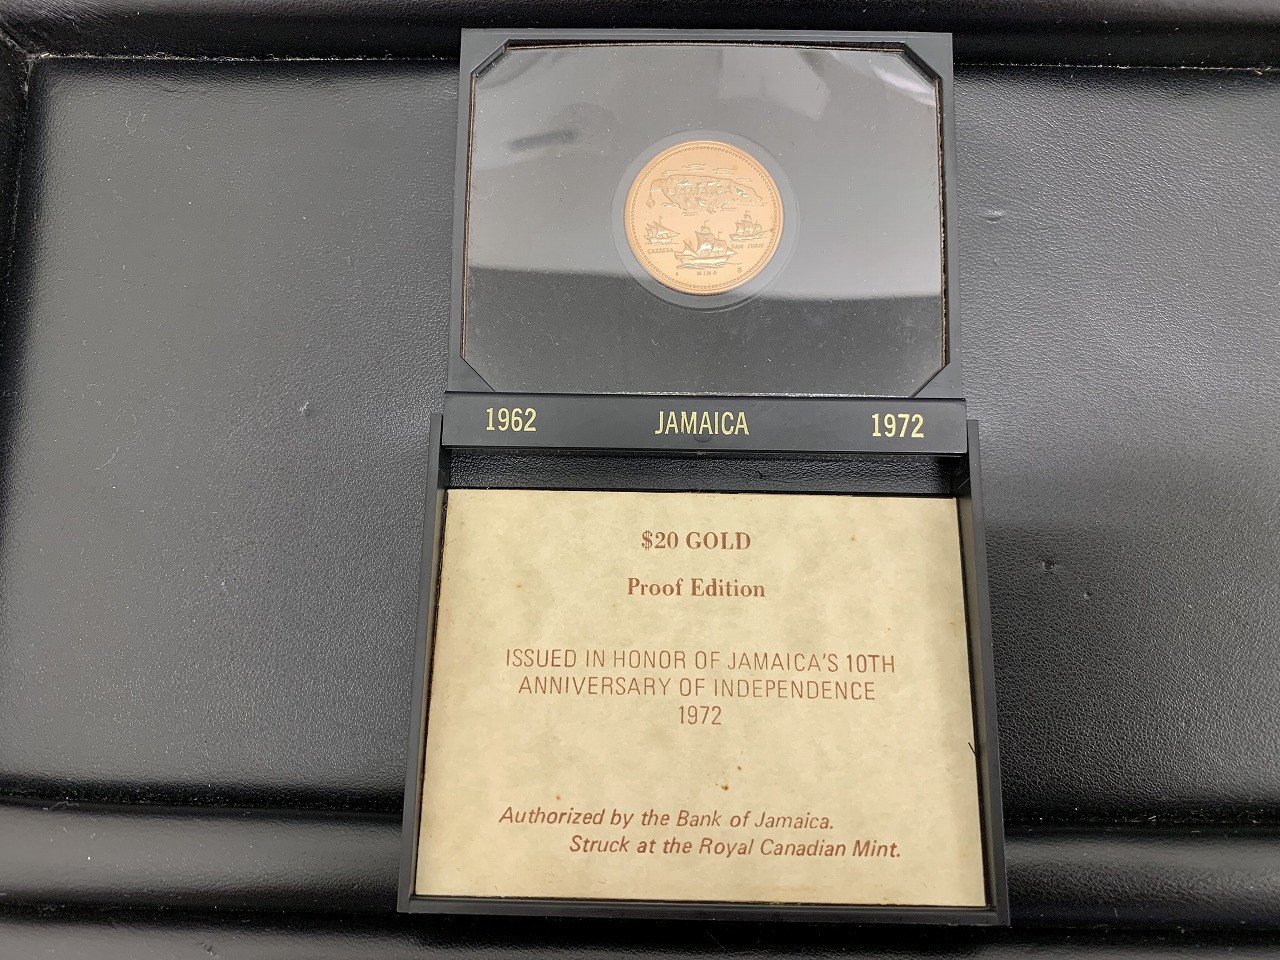 JAMAICA
SAN JUAN
MINA
1962 JAMAICA 1972
$20 GOLD
Proof Edition
ISSUED IN HONOR OF JAMAICA'S 10TH
ANNIVERSARY OF INDEPENDENCE
1972
Authorized by the Bank of Jamaica.
Struck at the Royal Canadian Mint.